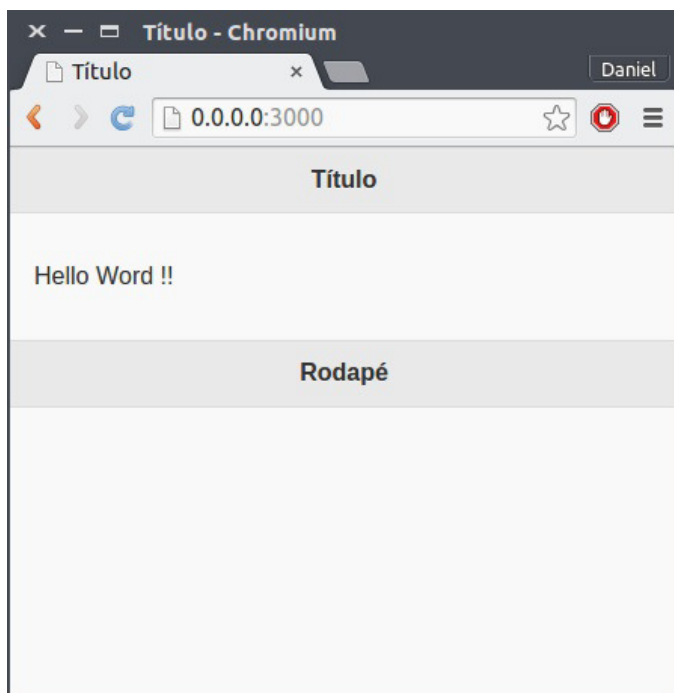 Título - Chromium
Título
Daniel
0.0.0.0:3000
Título
Hello Word !!
Rodapé